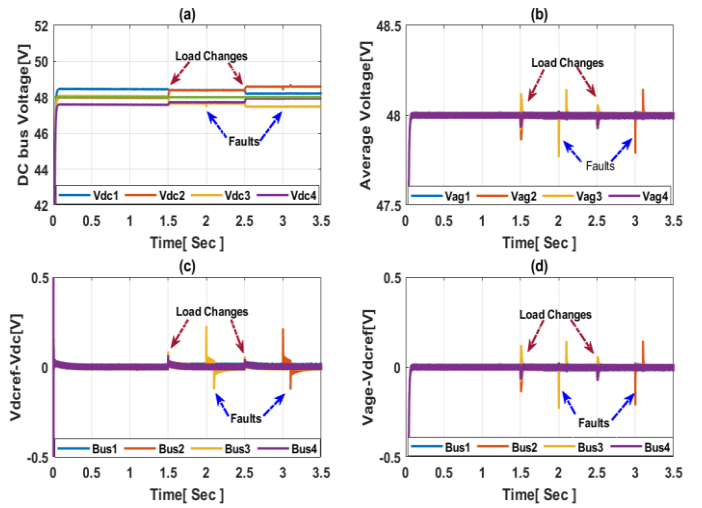 (a)
DC bus Voltage[V]
52
50
48
46
44
42
Load Changes
Faults
Vdc1 Vdc2 Vdc3 Vdc4
0 0.5 1 1.5 2 2.5 3 3.5
Time[ Sec ]
(b)
Average Voltage[V]
48.5
48
47.5
Load Changes
Faults
Vag1 Vag2 Vag3 Vag4
0 0.5 1 1.5 2 2.5 3 3.5
Time[ Sec ]
(c)
Vdcref-Vdc[V]
0.5
0
-0.5
Load Changes
Faults
Bus1 Bus2 Bus3 Bus4
0 0.5 1 1.5 2 2.5 3 3.5
Time[ Sec ]
(d)
Vage-Vdcref[V]
0.5
0
-0.5
Load Changes
Faults
Bus1 Bus2 Bus3 Bus4
0 0.5 1 1.5 2 2.5 3 3.5
Time[ Sec ]